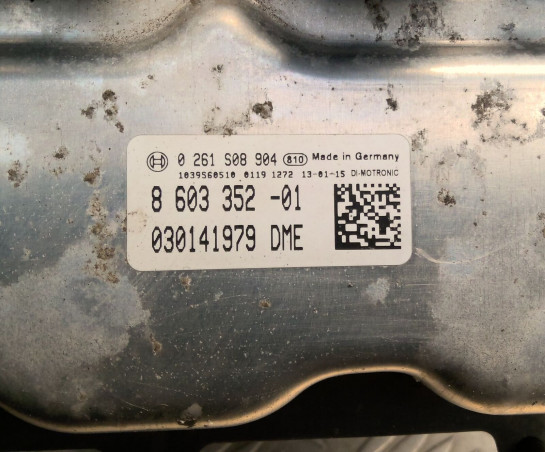 0 261 S08 904 810 Made in Germany
1039S60510 0119 1272 13-01-15 DI-MOTRONIC
8 603 352 -01
030141979 DME